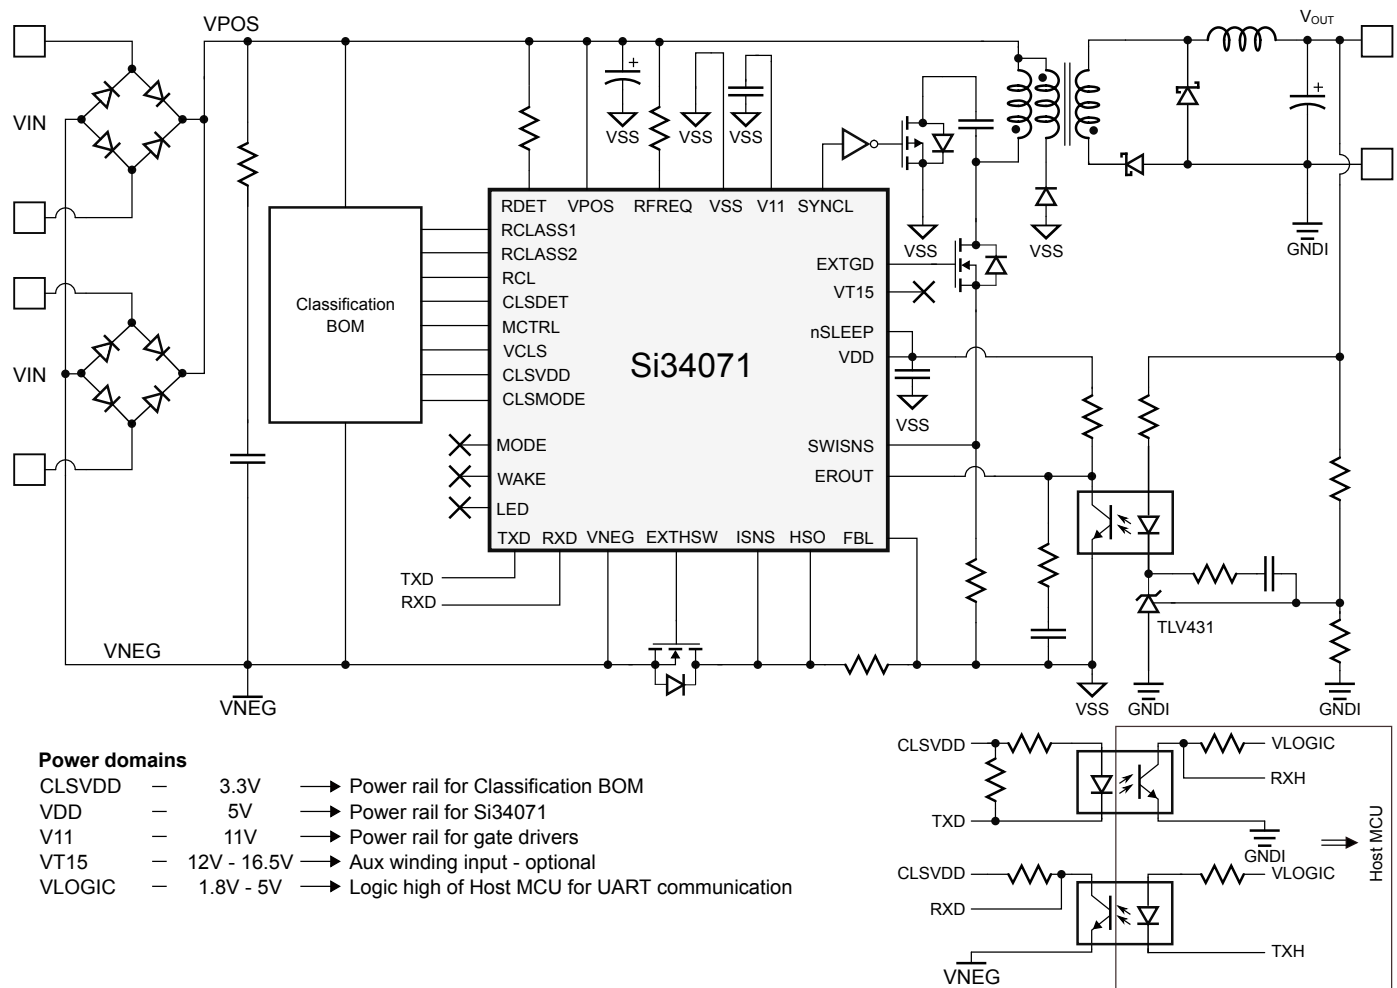 VPOS
VOUT
VIN
VSS
VSS
VSS
RDET VPOS RFREQ VSS V11 SYNCL
VSS
VSS
GNDI
RCLASS1
RCLASS2
RCL
CLSDET
MCTRL
VCLS
CLSVDD
CLSMODE
Classification
BOM
EXTGD
VT15
nSLEEP
VDD
Si34071
VIN
VSS
MODE
WAKE
LED
SWISNS
EROUT
TXD RXD VNEG EXTHSW ISNS HSO FBL
TXD
RXD
TLV431
VNEG
VNEG
VSS
GNDI
GNDI
Power domains
CLSVDD – 3.3V → Power rail for Classification BOM
VDD – 5V → Power rail for Si34071
V11 – 11V → Power rail for gate drivers
VT15 – 12V - 16.5V → Aux winding input - optional
VLOGIC – 1.8V - 5V → Logic high of Host MCU for UART communication
CLSVDD
VLOGIC
RXH
TXD
GNDI
Host MCU
CLSVDD
VLOGIC
RXD
TXH
VNEG